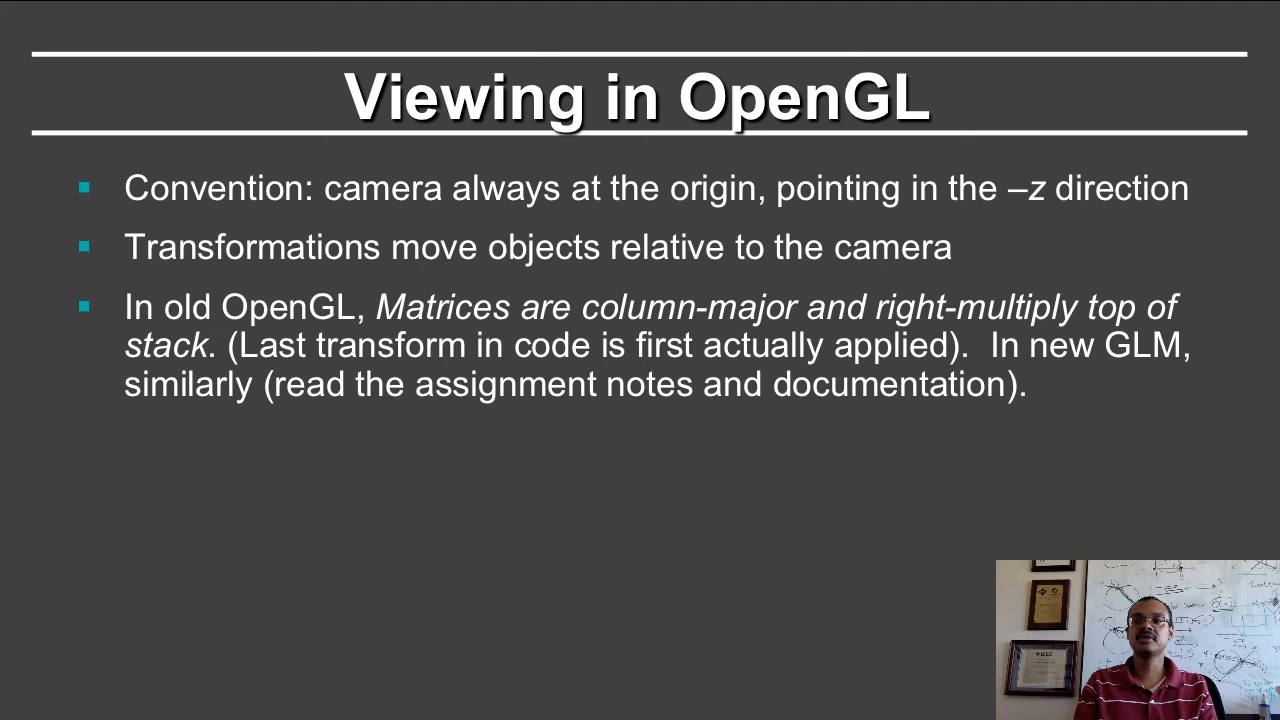 Viewing in OpenGL
Convention: camera always at the origin, pointing in the –z direction
Transformations move objects relative to the camera
In old OpenGL, Matrices are column-major and right-multiply top of
stack. (Last transform in code is first actually applied).  In new GLM,
similarly (read the assignment notes and documentation).
IEEE